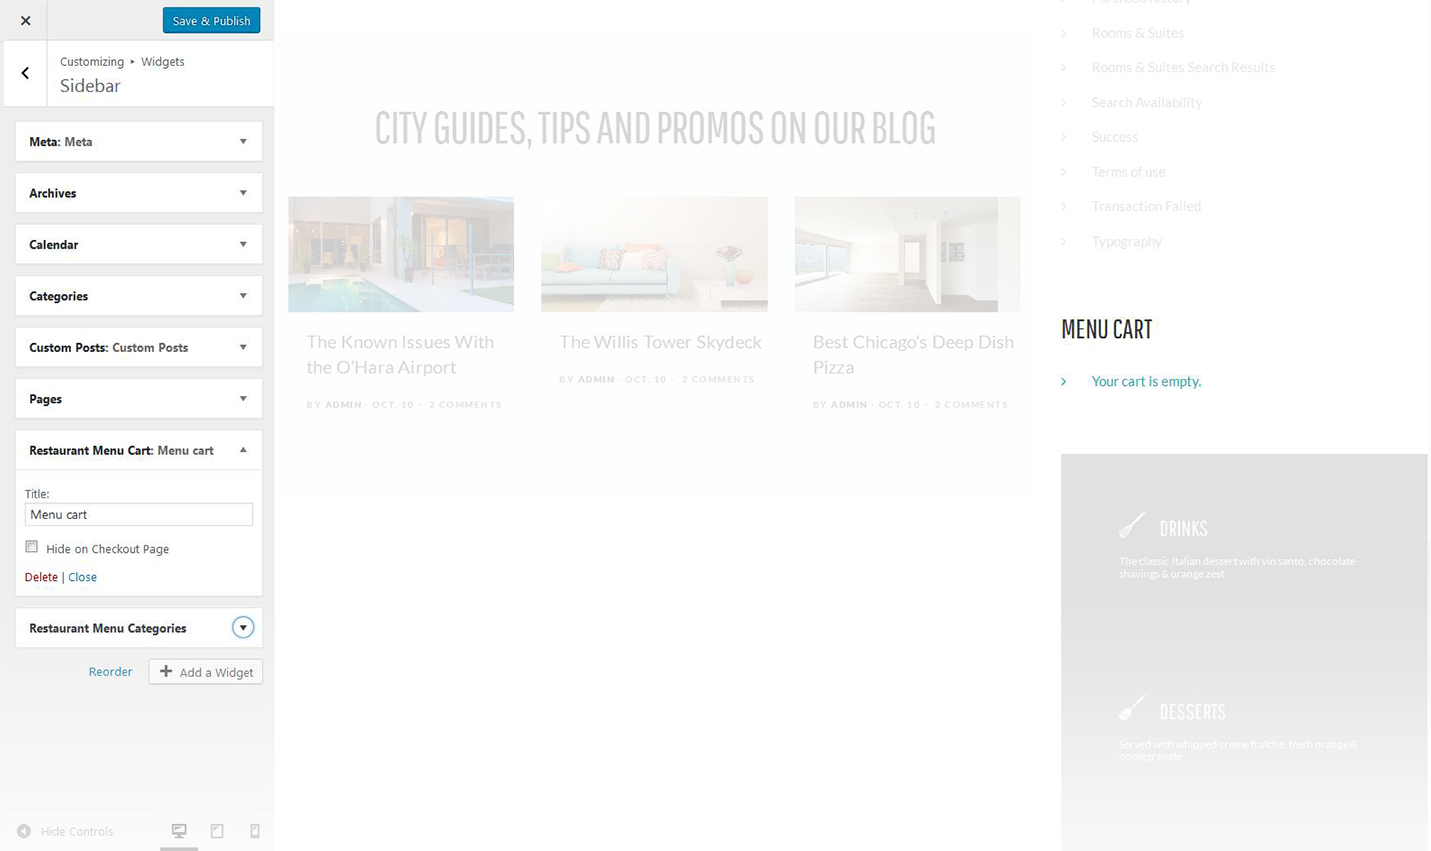 Save & Publish
Customizing ▸ Widgets
Sidebar
Meta: Meta
Archives
Calendar
Categories
Custom Posts: Custom Posts
Pages
Restaurant Menu Cart: Menu cart
Title:
Menu cart
Hide on Checkout Page
Delete | Close
Restaurant Menu Categories
Reorder
Add a Widget
Hide Controls
CITY GUIDES, TIPS AND PROMOS ON OUR BLOG
The Known Issues With
the O'Hara Airport
BY ADMIN · OCT. 10 · 2 COMMENTS
The Willis Tower Skydeck
BY ADMIN · OCT. 10 · 2 COMMENTS
Best Chicago's Deep Dish
Pizza
BY ADMIN · OCT. 10 · 2 COMMENTS
Purchase history
Rooms & Suites
Rooms & Suites Search Results
Search Availability
Success
Terms of use
Transaction Failed
Typography
MENU CART
Your cart is empty.
DRINKS
The classic Italian dessert with vin santo, chocolate
shavings & orange zest
DESSERTS
Served with whipped creme fraiche, fresh orange &
pomegranate